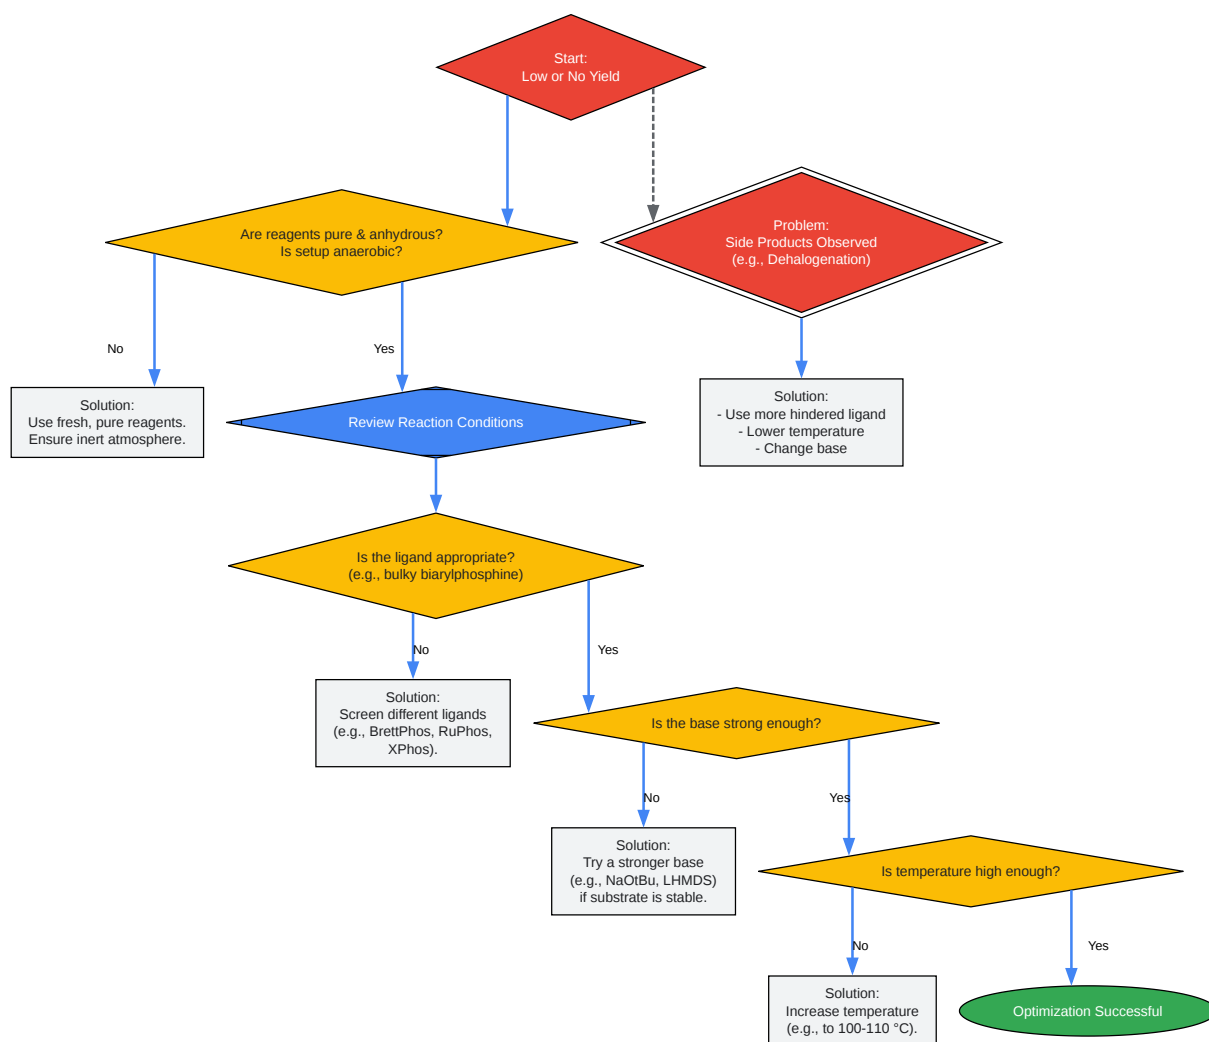 Start:
Low or No Yield
Are reagents pure & anhydrous?
Is setup anaerobic?
Problem:
Side Products Observed
(e.g., Dehalogenation)
No
Yes
Solution:
Use fresh, pure reagents.
Ensure inert atmosphere.
Review Reaction Conditions
Solution:
- Use more hindered ligand
- Lower temperature
- Change base
Is the ligand appropriate?
(e.g., bulky biarylphosphine)
No
Yes
Solution:
Screen different ligands
(e.g., BrettPhos, RuPhos,
XPhos).
Is the base strong enough?
No
Yes
Solution:
Try a stronger base
(e.g., NaOtBu, LHMDS)
if substrate is stable.
Is temperature high enough?
No
Yes
Solution:
Increase temperature
(e.g., to 100-110 °C).
Optimization Successful